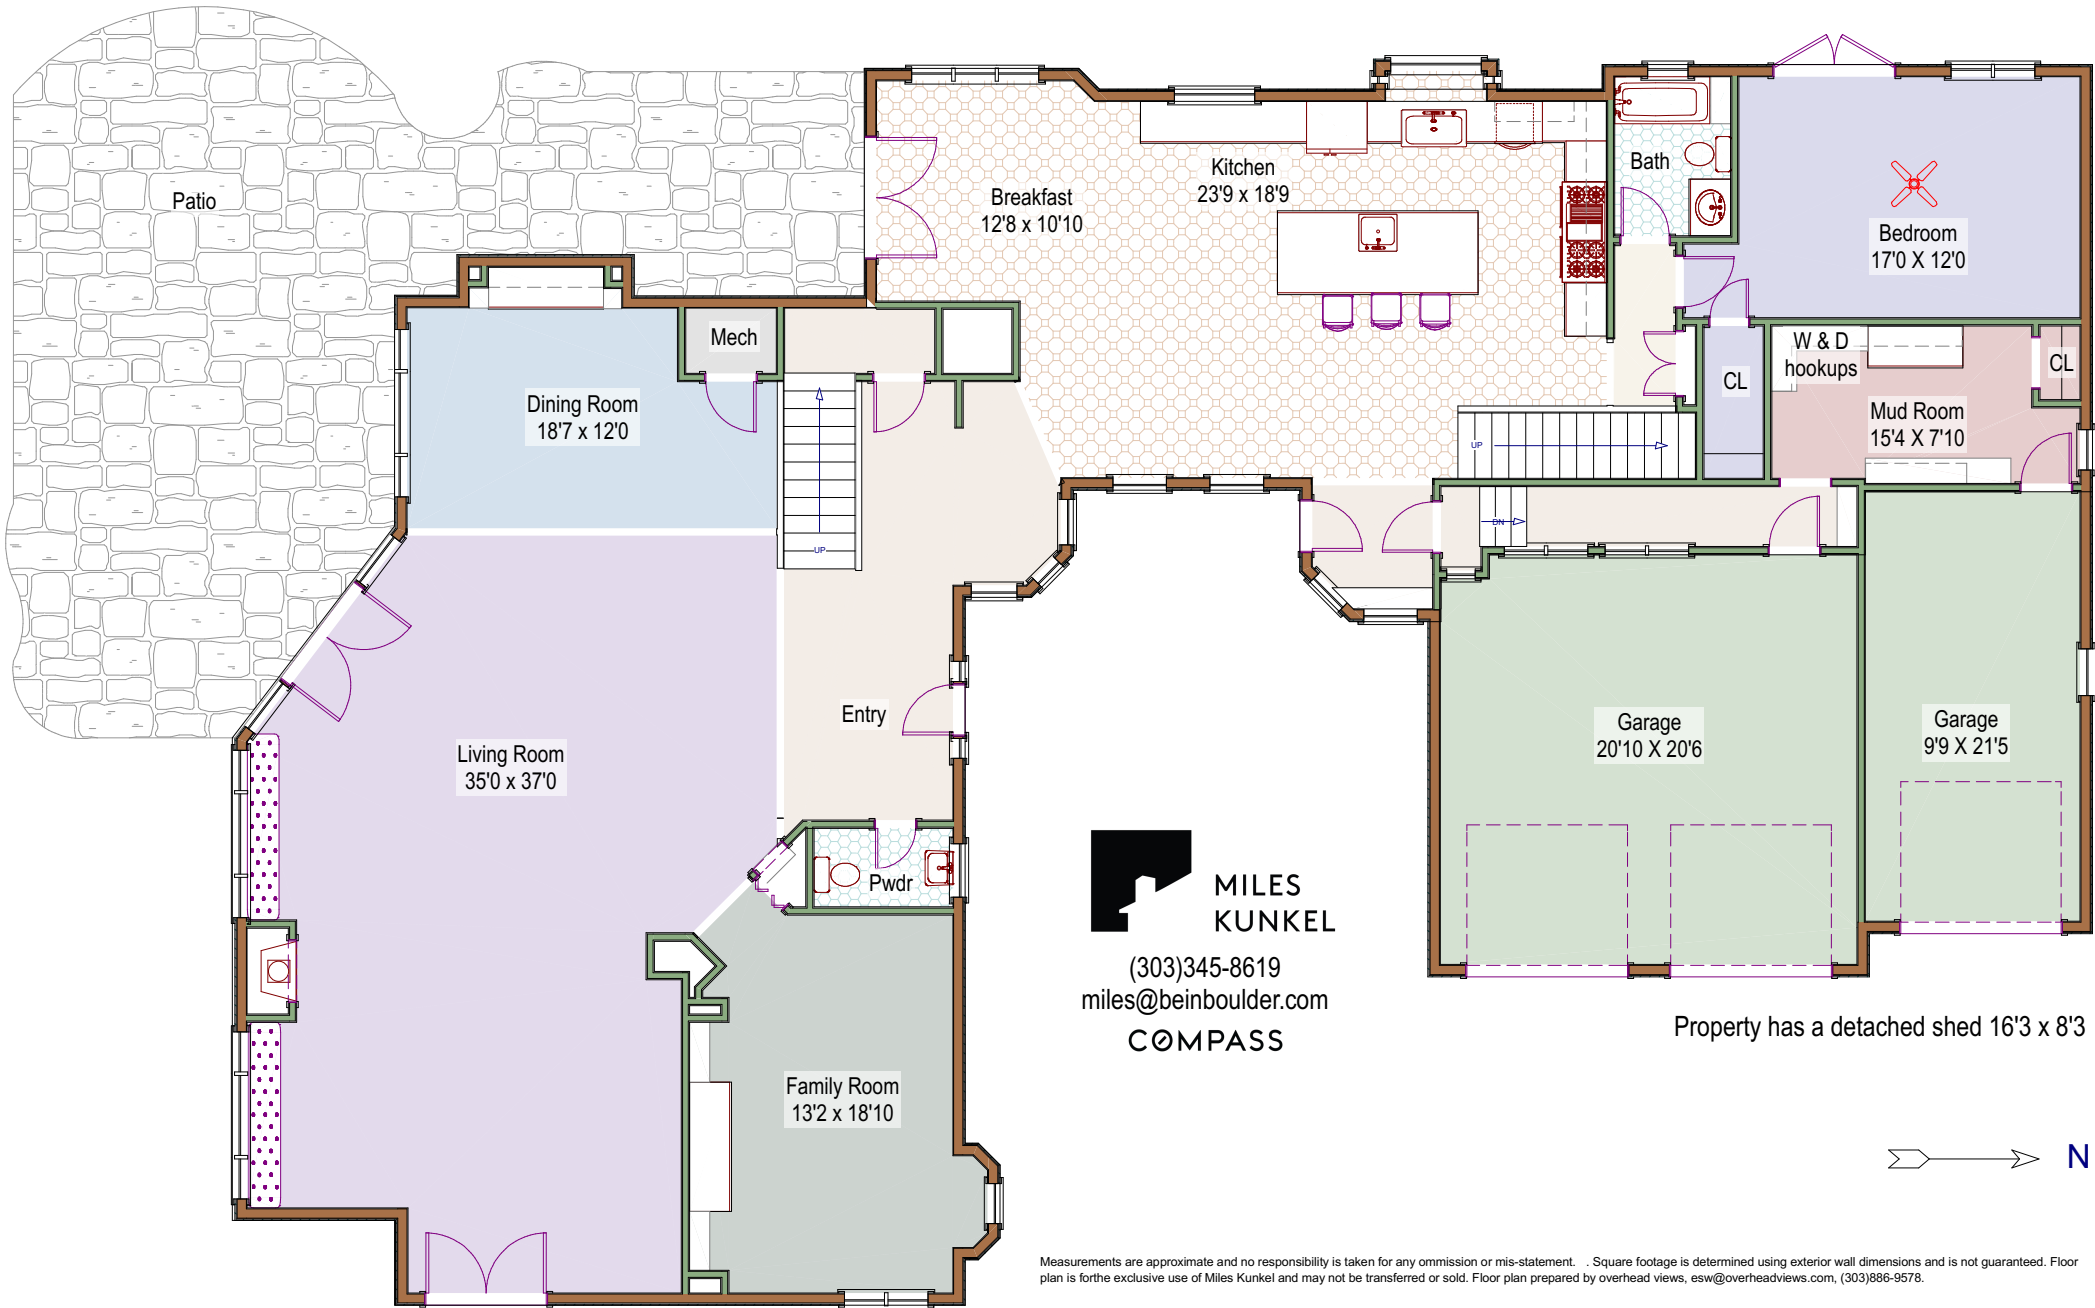 Patio
Breakfast
12'8 x 10'10
Kitchen
23'9 x 18'9
Bath
Bedroom
17'0 X 12'0
Mech
Dining Room
18'7 x 12'0
UP
UP
CL
W & D
hookups
CL
Mud Room
15'4 X 7'10
DN
Entry
Living Room
35'0 x 37'0
Garage
20'10 X 20'6
Garage
9'9 X 21'5
Pwdr
Family Room
13'2 x 18'10
MILES
KUNKEL
(303)345-8619
miles@beinboulder.com
COMPASS
Property has a detached shed 16'3 x 8'3
N
Measurements are approximate and no responsibility is taken for any ommission or mis-statement. . Square footage is determined using exterior wall dimensions and is not guaranteed. Floor
plan is forthe exclusive use of Miles Kunkel and may not be transferred or sold. Floor plan prepared by overhead views, esw@overheadviews.com, (303)886-9578.